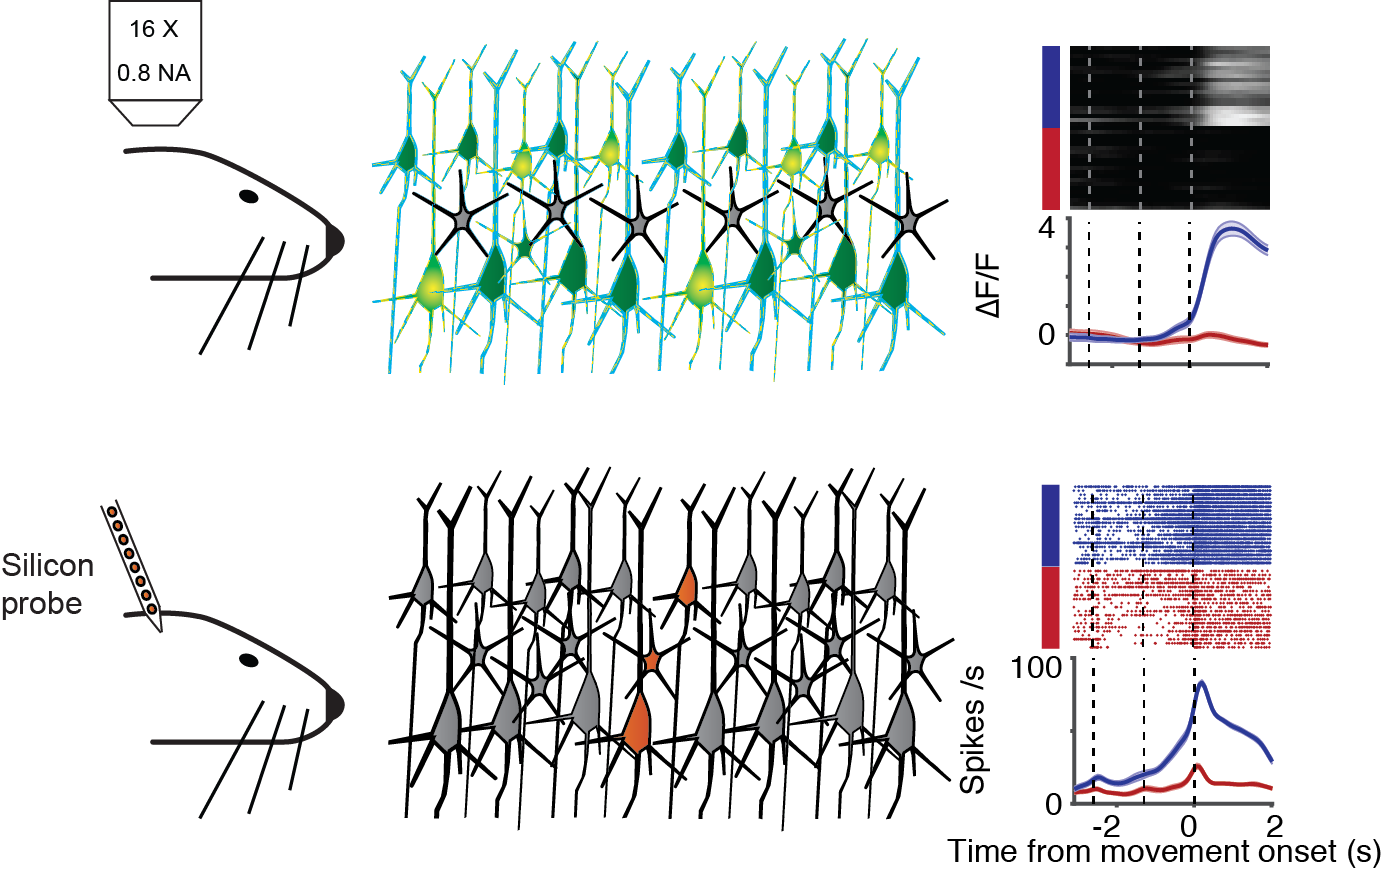 16 X
0.8 NA
4
ΔF/F
0
Silicon
probe
100
Spikes /s
0
-2 0 2
Time from movement onset (s)